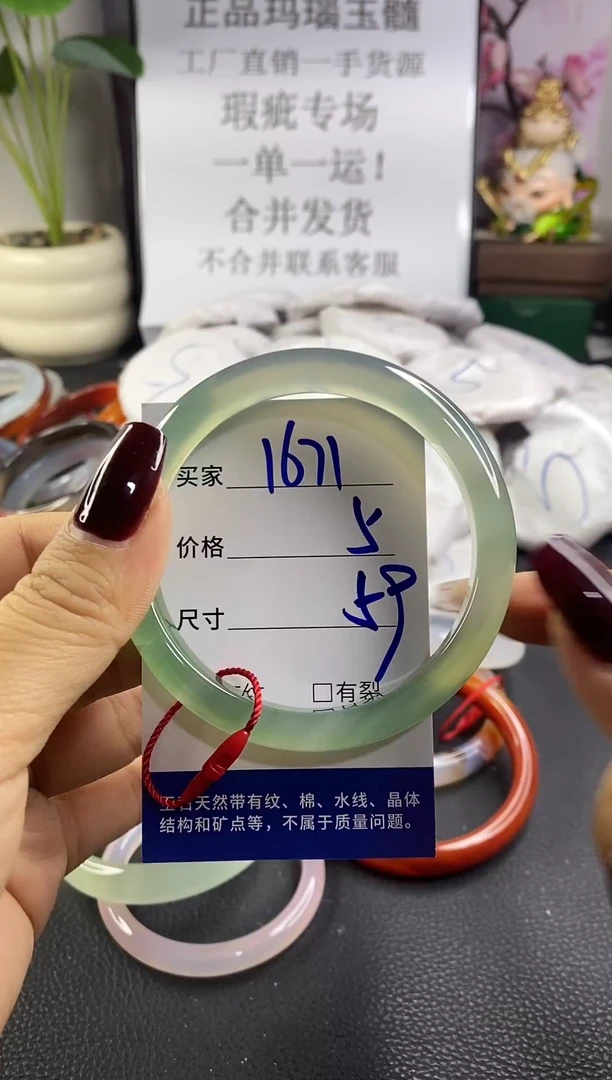 正品玛瑙玉髓
工厂直销一手货源
瑕疵专场
一单一运！
合并发货
不合并联系客服
买家 1671
价格 5
尺寸 59
□有裂
玉石天然带有纹、棉、水线、晶体
结构和矿点等，不属于质量问题。